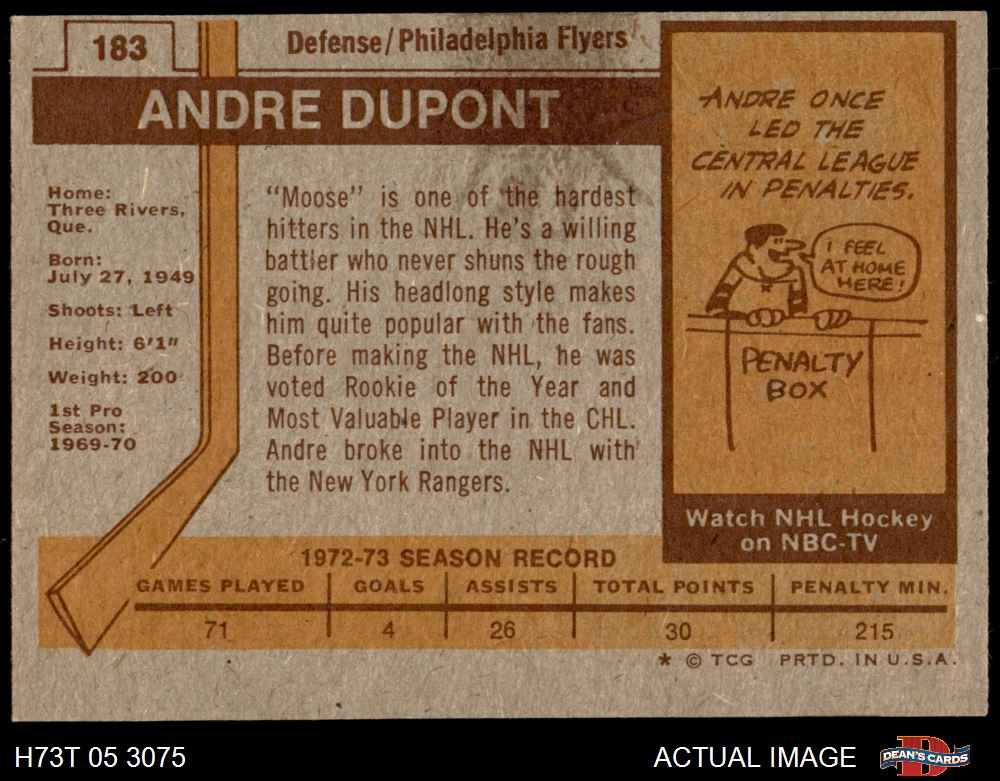 183
Defense/Philadelphia Flyers
ANDRE DUPONT
Home:
Three Rivers,
Que.
Born:
July 27, 1949
Shoots: Left
Height: 6'1"
Weight: 200
1st Pro
Season:
1969-70
"Moose" is one of the hardest
hitters in the NHL. He's a willing
battler who never shuns the rough
going. His headlong style makes
him quite popular with the fans.
Before making the NHL, he was
voted Rookie of the Year and
Most Valuable Player in the CHL.
Andre broke into the NHL with
the New York Rangers.
ANDRE ONCE
LED THE
CENTRAL LEAGUE
IN PENALTIES.
I FEEL
AT HOME
HERE!
PENALTY
BOX
Watch NHL Hockey
on NBC-TV
1972-73 SEASON RECORD
GAMES PLAYED GOALS ASSISTS TOTAL POINTS PENALTY MIN.
71 4 26 30 215
* © TCG PRTD. IN U.S.A.
H73T 05 3075
ACTUAL IMAGE
DEAN'S CARDS